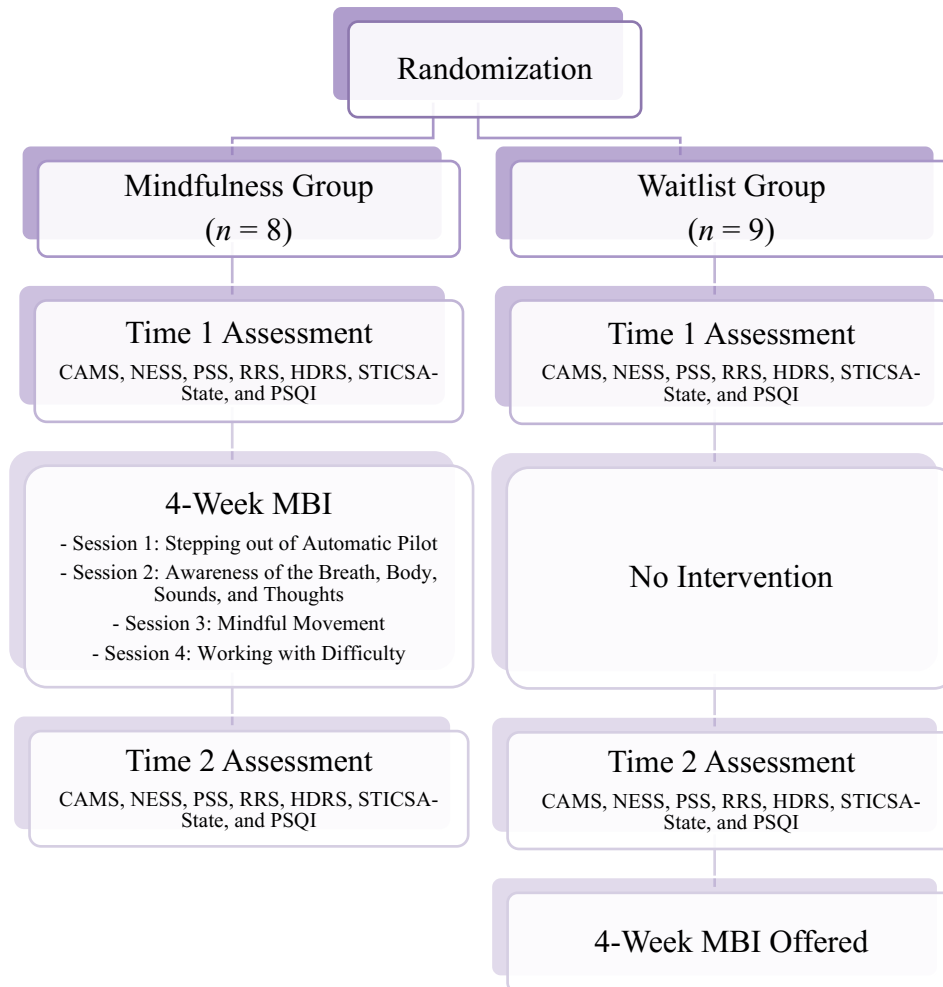 Randomization
Mindfulness Group
(n = 8)
Waitlist Group
(n = 9)
Time 1 Assessment
CAMS, NESS, PSS, RRS, HDRS, STICSA-
State, and PSQI
Time 1 Assessment
CAMS, NESS, PSS, RRS, HDRS, STICSA-
State, and PSQI
4-Week MBI
- Session 1: Stepping out of Automatic Pilot
- Session 2: Awareness of the Breath, Body,
Sounds, and Thoughts
- Session 3: Mindful Movement
- Session 4: Working with Difficulty
No Intervention
Time 2 Assessment
CAMS, NESS, PSS, RRS, HDRS, STICSA-
State, and PSQI
Time 2 Assessment
CAMS, NESS, PSS, RRS, HDRS, STICSA-
State, and PSQI
4-Week MBI Offered